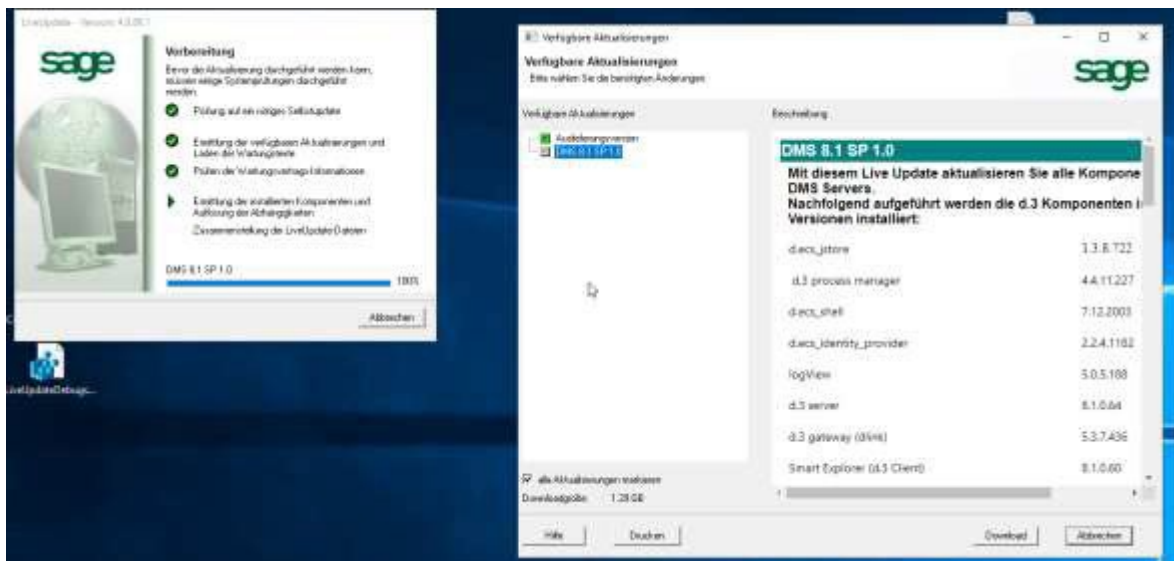 LiveUpdate - Version: 4.0.00.1
sage
Vorbereitung
Bevor die Aktualisierung durchgeführt werden kann,
müssen einige Systemprüfungen durchgeführt
werden.
Prüfung auf ein nötiges Selbstupdate
Ermittlung der verfügbaren Aktualisierungen und
Laden der Wartungstexte
Prüfen der Wartungsvertrags-Informationen
Ermittlung der installierten Komponenten und
Auflösung der Abhängigkeiten
Zusammenstellung der LiveUpdate-Dateien
DMS 8.1 SP 1.0
100%
Abbrechen
LiveUpdateDebugs...
Verfügbare Aktualisierungen
Verfügbare Aktualisierungen
Bitte wählen Sie die benötigten Änderungen
sage
Verfügbare Aktualisierungen
Auslieferungsversion
DMS 8.1 SP 1.0
alle Aktualisierungen markieren
Downloadgröße: 1.28 GB
Beschreibung
DMS 8.1 SP 1.0
Mit diesem Live Update aktualisieren Sie alle Kompone
DMS Servers.
Nachfolgend aufgeführt werden die d.3 Komponenten i
Versionen installiert:
d.ecs_jstore 1.3.8.722
d.3 process manager 4.4.11.227
d.ecs_shell 7.12.2003
d.ecs_identity_provider 2.2.4.1182
logView 5.0.5.188
d.3 server 8.1.0.64
d.3 gateway (dlink) 5.3.7.436
Smart Explorer (d.3 Client) 8.1.0.60
Hilfe
Drucken
Download
Abbrechen